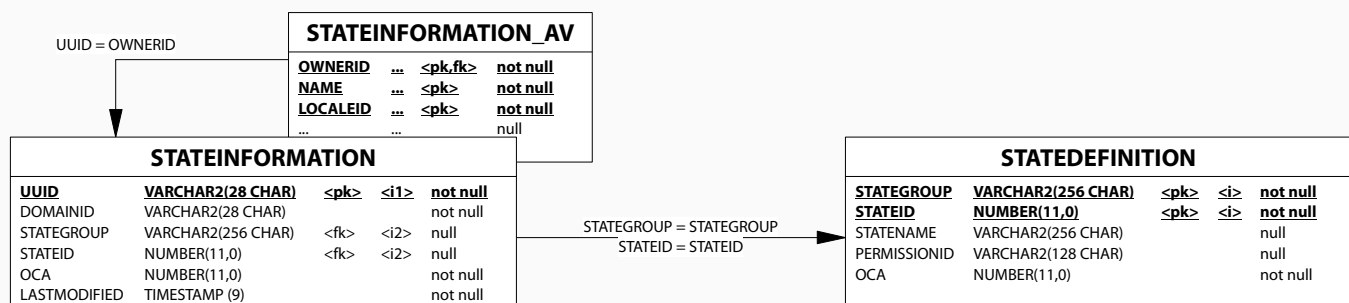 STATEINFORMATION_AV
UUID = OWNERID
OWNERID ... <pk,fk> not null
NAME ... <pk> not null
LOCALEID ... <pk> not null
... ... null
STATEINFORMATION
UUID VARCHAR2(28 CHAR) <pk> <i1> not null
DOMAINID VARCHAR2(28 CHAR) not null
STATEGROUP VARCHAR2(256 CHAR) <fk> <i2> null
STATEID NUMBER(11,0) <fk> <i2> null
OCA NUMBER(11,0) not null
LASTMODIFIED TIMESTAMP (9) not null
STATEGROUP = STATEGROUP
STATEID = STATEID
STATEDEFINITION
STATEGROUP VARCHAR2(256 CHAR) <pk> <i> not null
STATEID NUMBER(11,0) <pk> <i> not null
STATENAME VARCHAR2(256 CHAR) null
PERMISSIONID VARCHAR2(128 CHAR) null
OCA NUMBER(11,0) not null